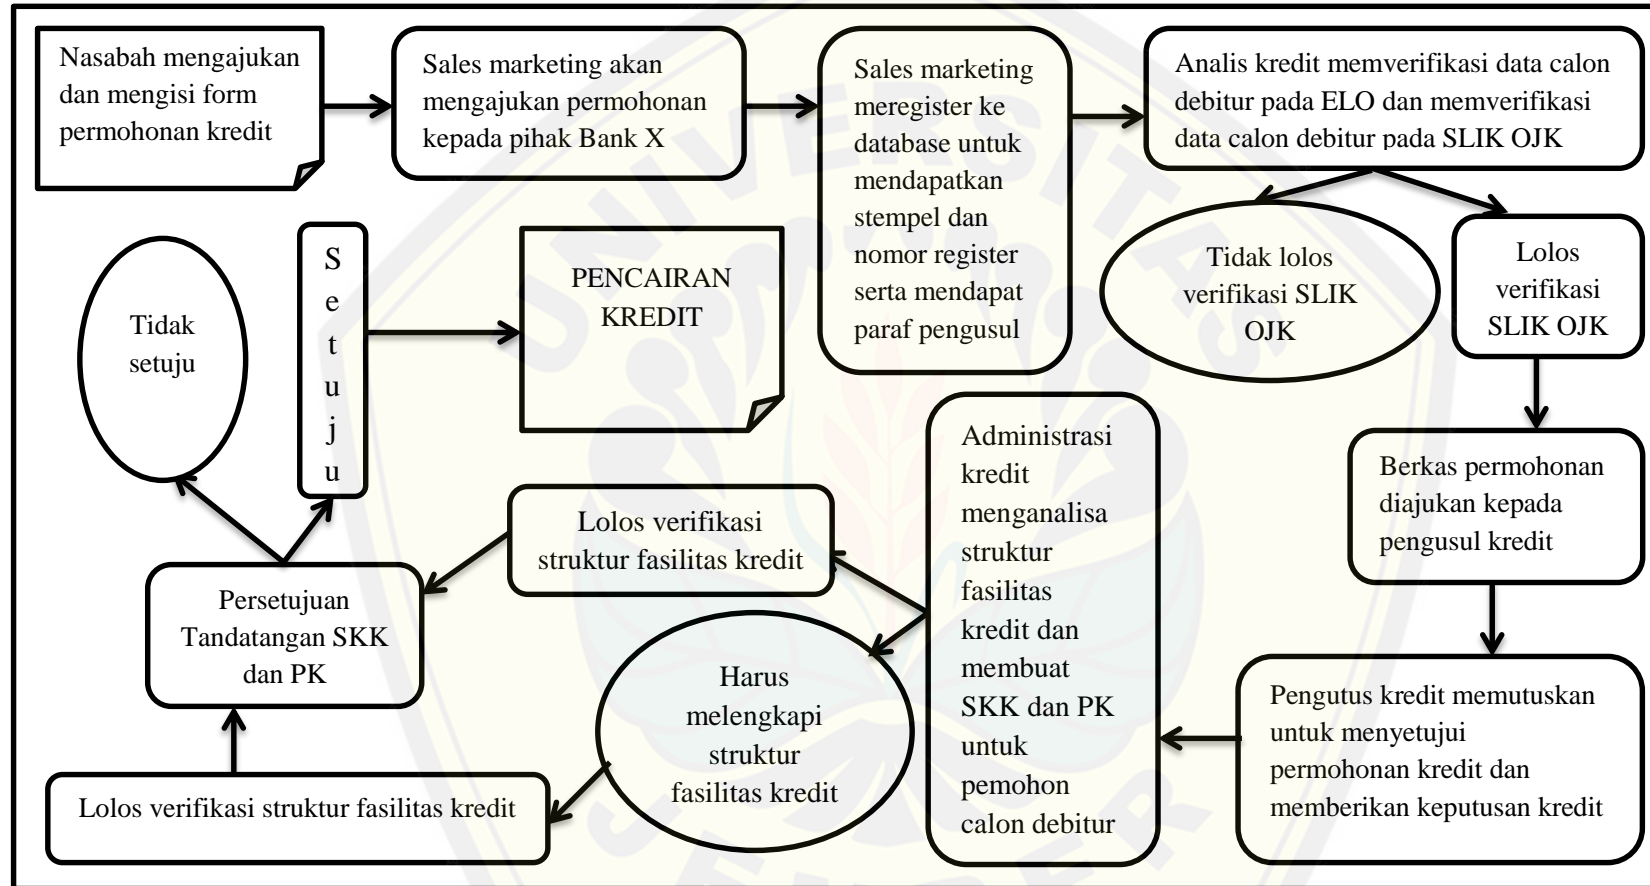 Nasabah mengajukan
dan mengisi form
permohonan kredit
Sales marketing akan
mengajukan permohonan
kepada pihak Bank X
Sales marketing
meregister ke
database untuk
mendapatkan
stempel dan
nomor register
serta mendapat
paraf pengusul
Analis kredit memverifikasi data calon
debitur pada ELO dan memverifikasi
data calon debitur pada SLIK OJK
Tidak lolos
verifikasi SLIK
OJK
Lolos
verifikasi
SLIK OJK
Berkas permohonan
diajukan kepada
pengusul kredit
Pengutus kredit memutuskan
untuk menyetujui
permohonan kredit dan
memberikan keputusan kredit
Administrasi
kredit
menganalisa
struktur
fasilitas
kredit dan
membuat
SKK dan PK
untuk
pemohon
calon debitur
Lolos verifikasi
struktur fasilitas kredit
Harus
melengkapi
struktur
fasilitas kredit
Lolos verifikasi struktur fasilitas kredit
Persetujuan
Tandatangan SKK
dan PK
Tidak
setuju
S
e
t
u
j
u
PENCAIRAN
KREDIT
UNIVERSITAS
JEMBER